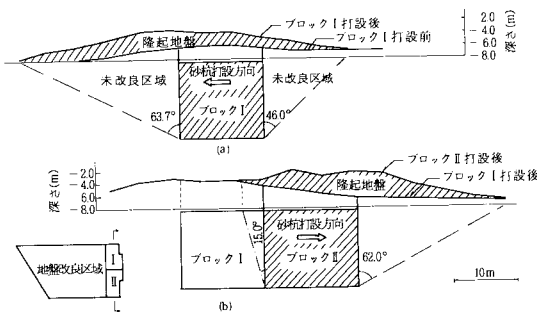 ブロックⅠ打設後
ブロックⅠ打設前
隆起地盤
2.0
-4.0
-6.0
-8.0
深さ(m)
未改良区域
砂杭打設方向
未改良区域
ブロックⅠ
63.7°
46.0°
(a)
深さ(m)
-2.0
-4.0
-6.0
-8.0
ブロックⅡ打設後
ブロックⅠ打設後
隆起地盤
砂杭打設方向
15.0°
ブロックⅠ
ブロックⅡ
62.0°
地盤改良区域
Ⅰ
Ⅱ
10m
(b)